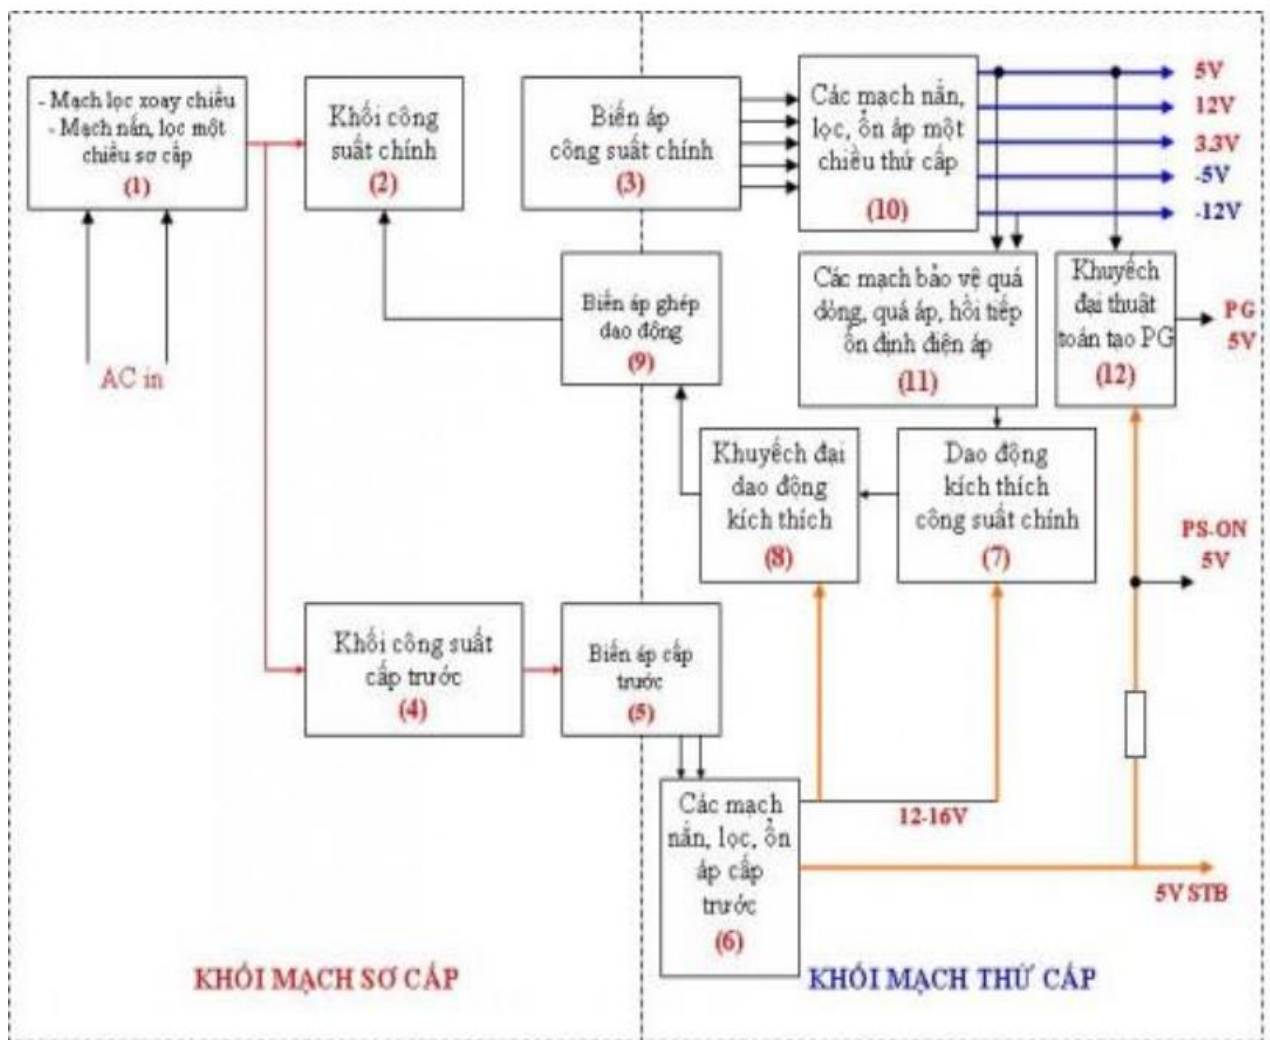 - Mạch lọc xoay chiều
- Mạch nắn, lọc một
chiều sơ cấp
(1)
Khối công
suất chính
(2)
Biến áp
công suất chính
(3)
Các mạch nắn,
lọc, ổn áp một
chiều thứ cấp
(10)
5V
12V
3.3V
-5V
-12V
AC in
Biến áp ghép
dao động
(9)
Các mạch bảo vệ quá
dòng, quá áp, hồi tiếp
ổn định điện áp
(11)
Khuyếch
đại thuật
toán tạo PG
(12)
PG
5V
Khuyếch đại
dao động
kích thích
(8)
Dao động
kích thích
công suất chính
(7)
PS-ON
5V
Khối công suất
cấp trước
(4)
Biến áp cấp
trước
(5)
Các mạch
nắn, lọc, ổn
áp cấp
trước
(6)
12-16V
5V STB
KHỐI MẠCH SƠ CẤP
KHỐI MẠCH THỨ CẤP